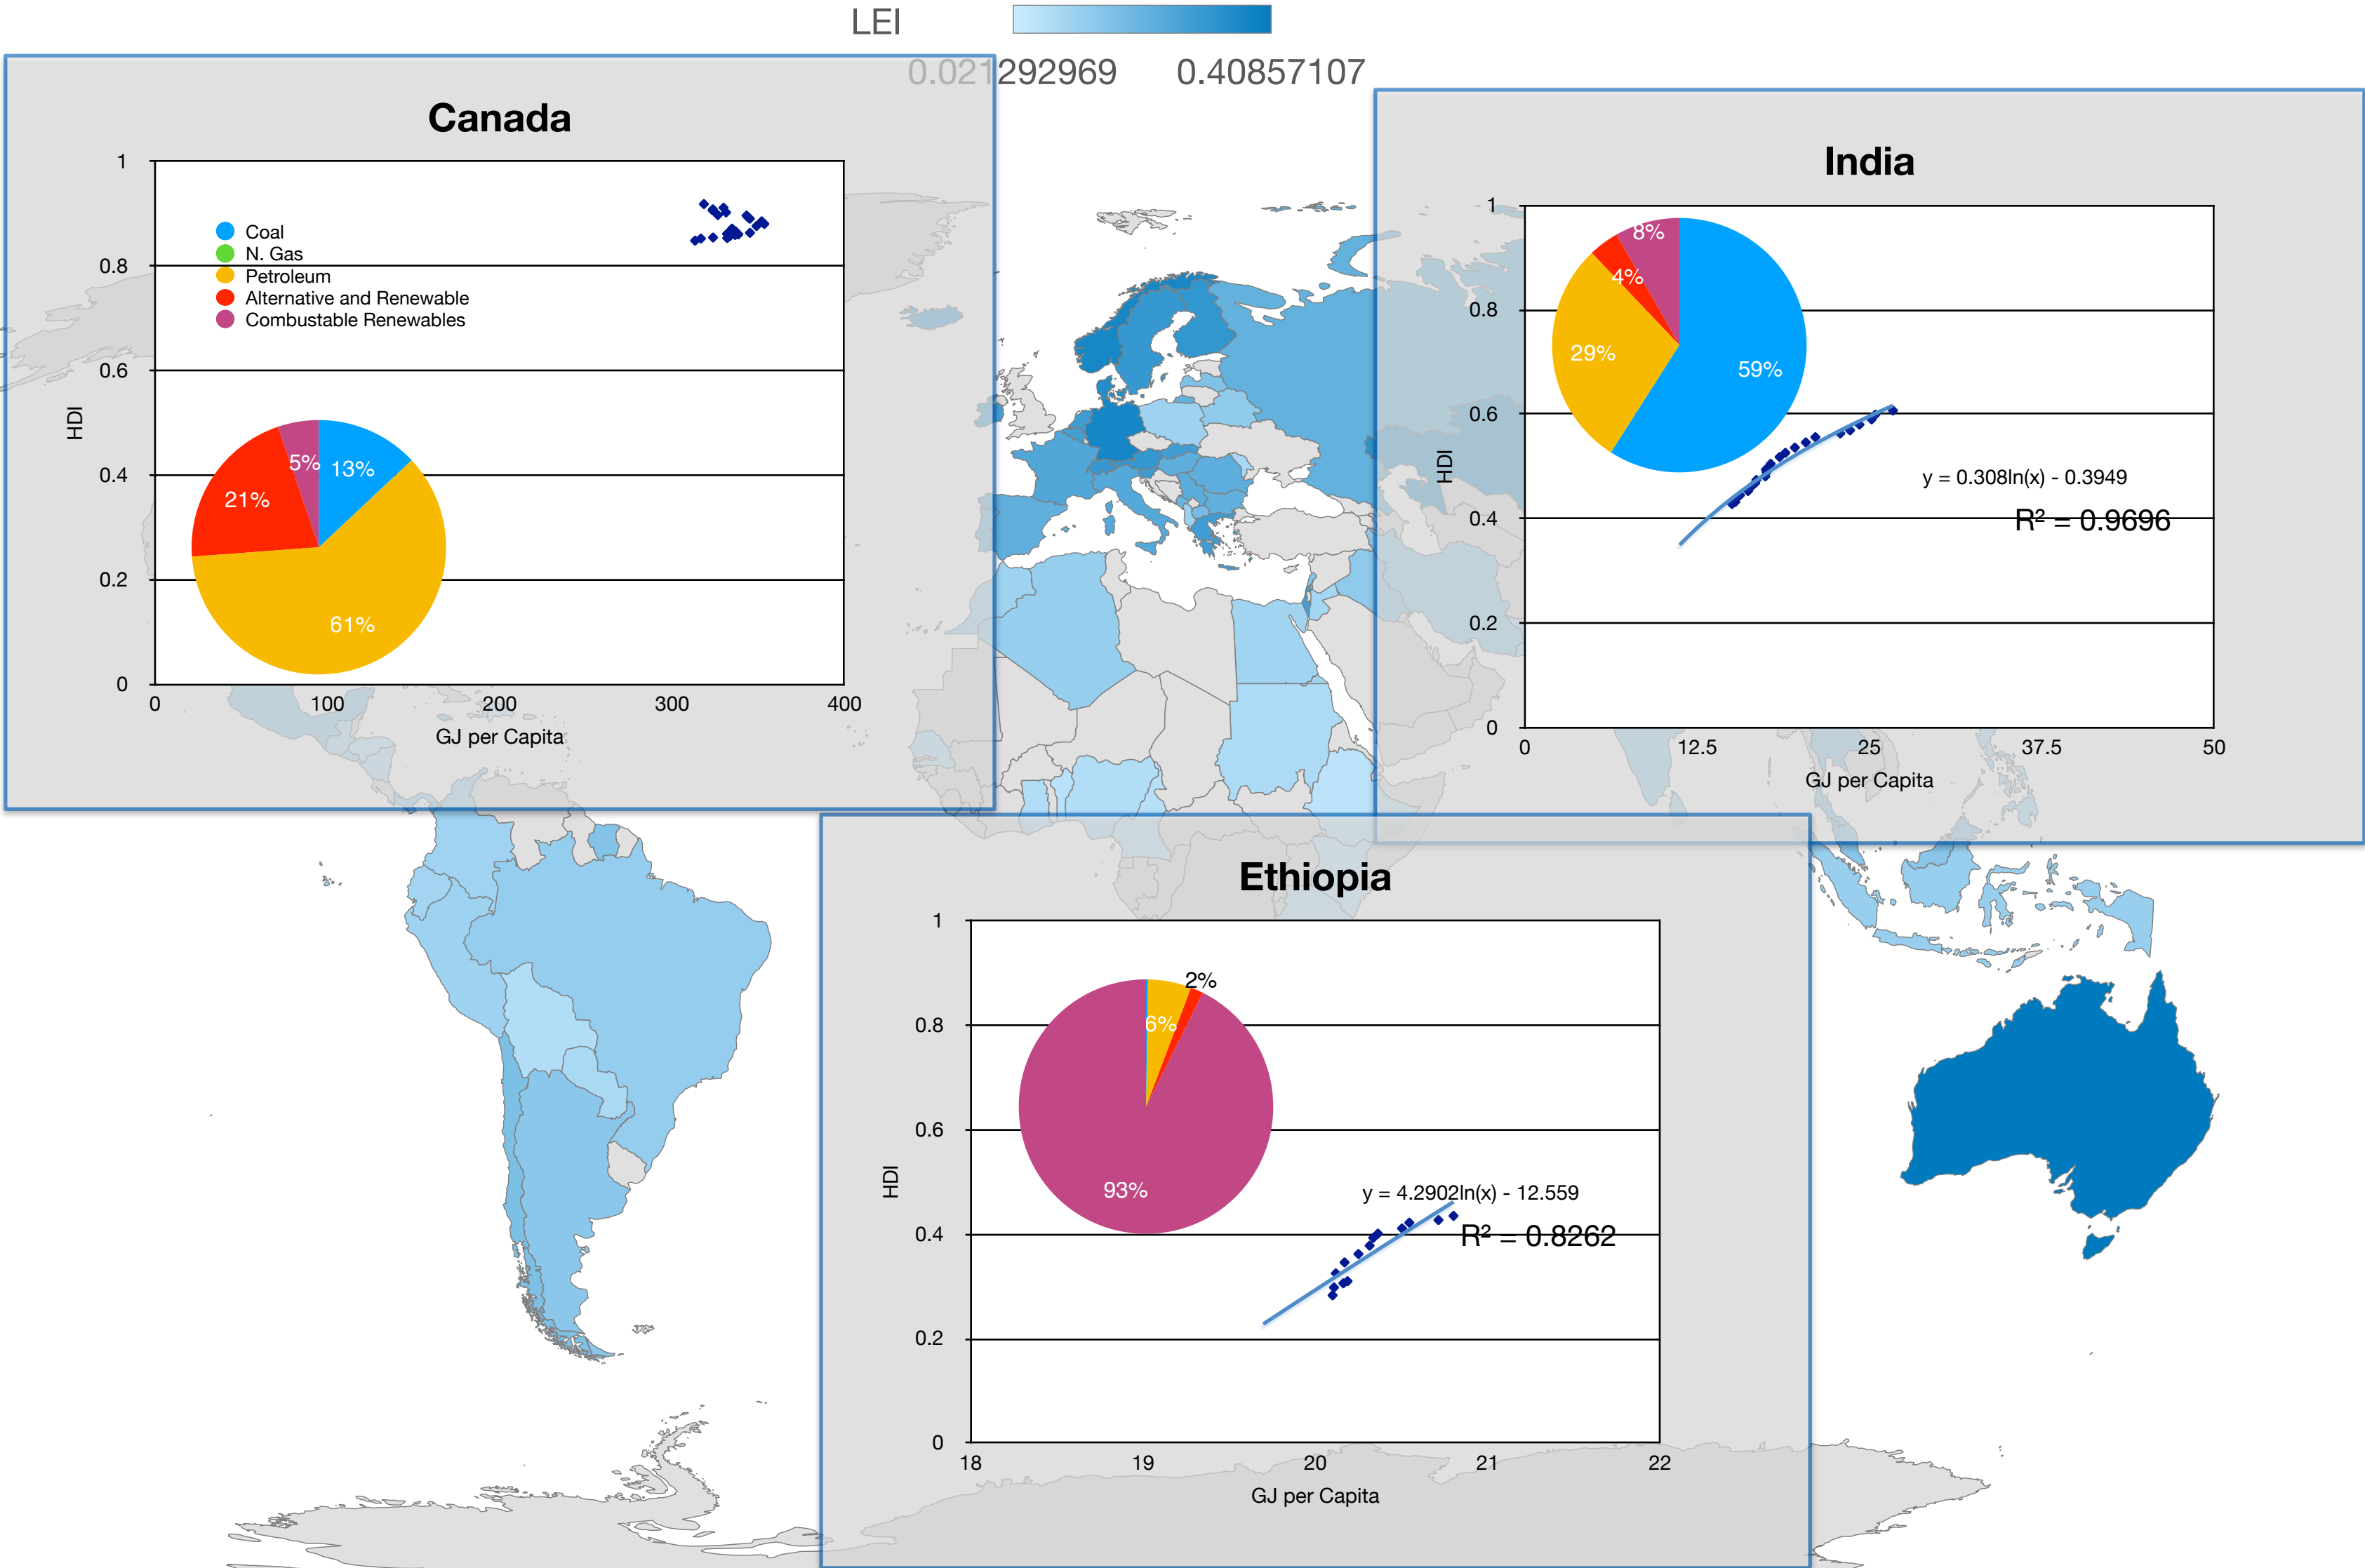 LEI
0.021292969 0.40857107
Canada
1
0.8
0.6
0.4
0.2
0
HDI
Coal
N. Gas
Petroleum
Alternative and Renewable
Combustable Renewables
5%
13%
21%
61%
0
100
200
300
400
GJ per Capita
India
1
0.8
0.6
0.4
0.2
0
HDI
8%
4%
29%
59%
y = 0.308ln(x) - 0.3949
R² = 0.9696
0
12.5
25
37.5
50
GJ per Capita
Ethiopia
1
0.8
0.6
0.4
0.2
0
HDI
2%
6%
93%
y = 4.2902ln(x) - 12.559
R² = 0.8262
18
19
20
21
22
GJ per Capita